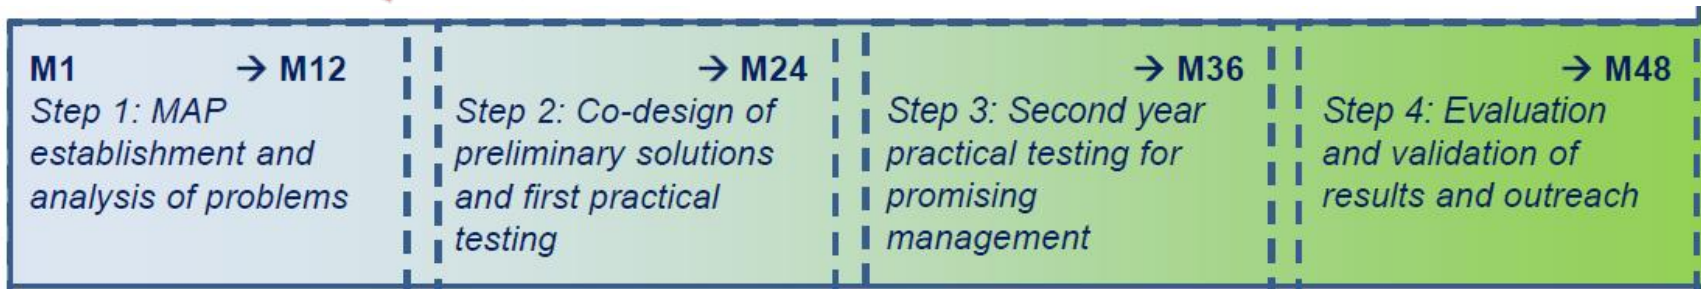 M1 → M12
Step 1: MAP
establishment and
analysis of problems
→ M24
Step 2: Co-design of
preliminary solutions
and first practical
testing
→ M36
Step 3: Second year
practical testing for
promising
management
→ M48
Step 4: Evaluation
and validation of
results and outreach